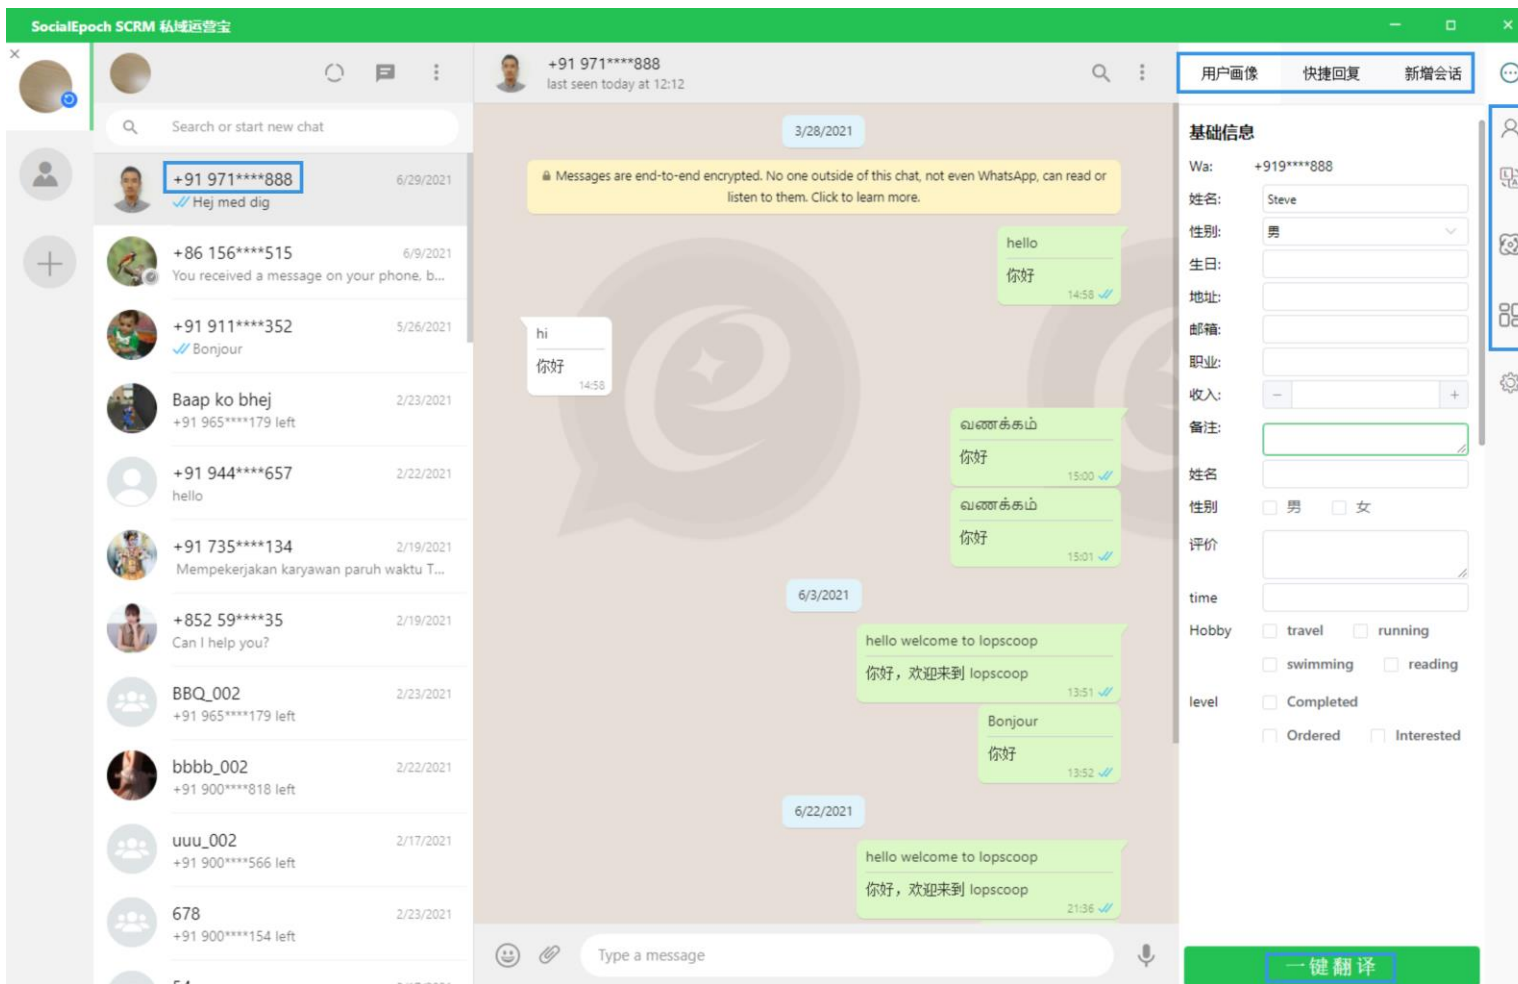 SocialEpoch SCRM 私域运营宝
Search or start new chat
+91 971****888
6/29/2021
Hej med dig
+86 156****515
6/9/2021
You received a message on your phone, b...
+91 911****352
5/26/2021
Bonjour
Baap ko bhej
2/23/2021
+91 965****179 left
+91 944****657
2/22/2021
hello
+91 735****134
2/19/2021
Mempekerjakan karyawan paruh waktu T...
+852 59****35
2/19/2021
Can I help you?
BBQ_002
2/23/2021
+91 965****179 left
bbbb_002
2/22/2021
+91 900****818 left
uuu_002
2/17/2021
+91 900****566 left
678
2/23/2021
+91 900****154 left
+91 971****888
last seen today at 12:12
3/28/2021
Messages are end-to-end encrypted. No one outside of this chat, not even WhatsApp, can read or
listen to them. Click to learn more.
hello
你好
14:58
hi
你好
14:58
வணக்கம்
你好
15:00
வணக்கம்
你好
15:01
6/3/2021
hello welcome to lopscoop
你好，欢迎来到 lopscoop
13:51
Bonjour
你好
13:52
6/22/2021
hello welcome to lopscoop
你好，欢迎来到 lopscoop
21:36
Type a message
用户画像 快捷回复 新增会话
基础信息
Wa: +919****888
姓名: Steve
性别: 男
生日:
地址:
邮箱:
职业:
收入: − +
备注:
姓名
性别 男 女
评价
time
Hobby travel running
swimming reading
level Completed
Ordered Interested
一键翻译